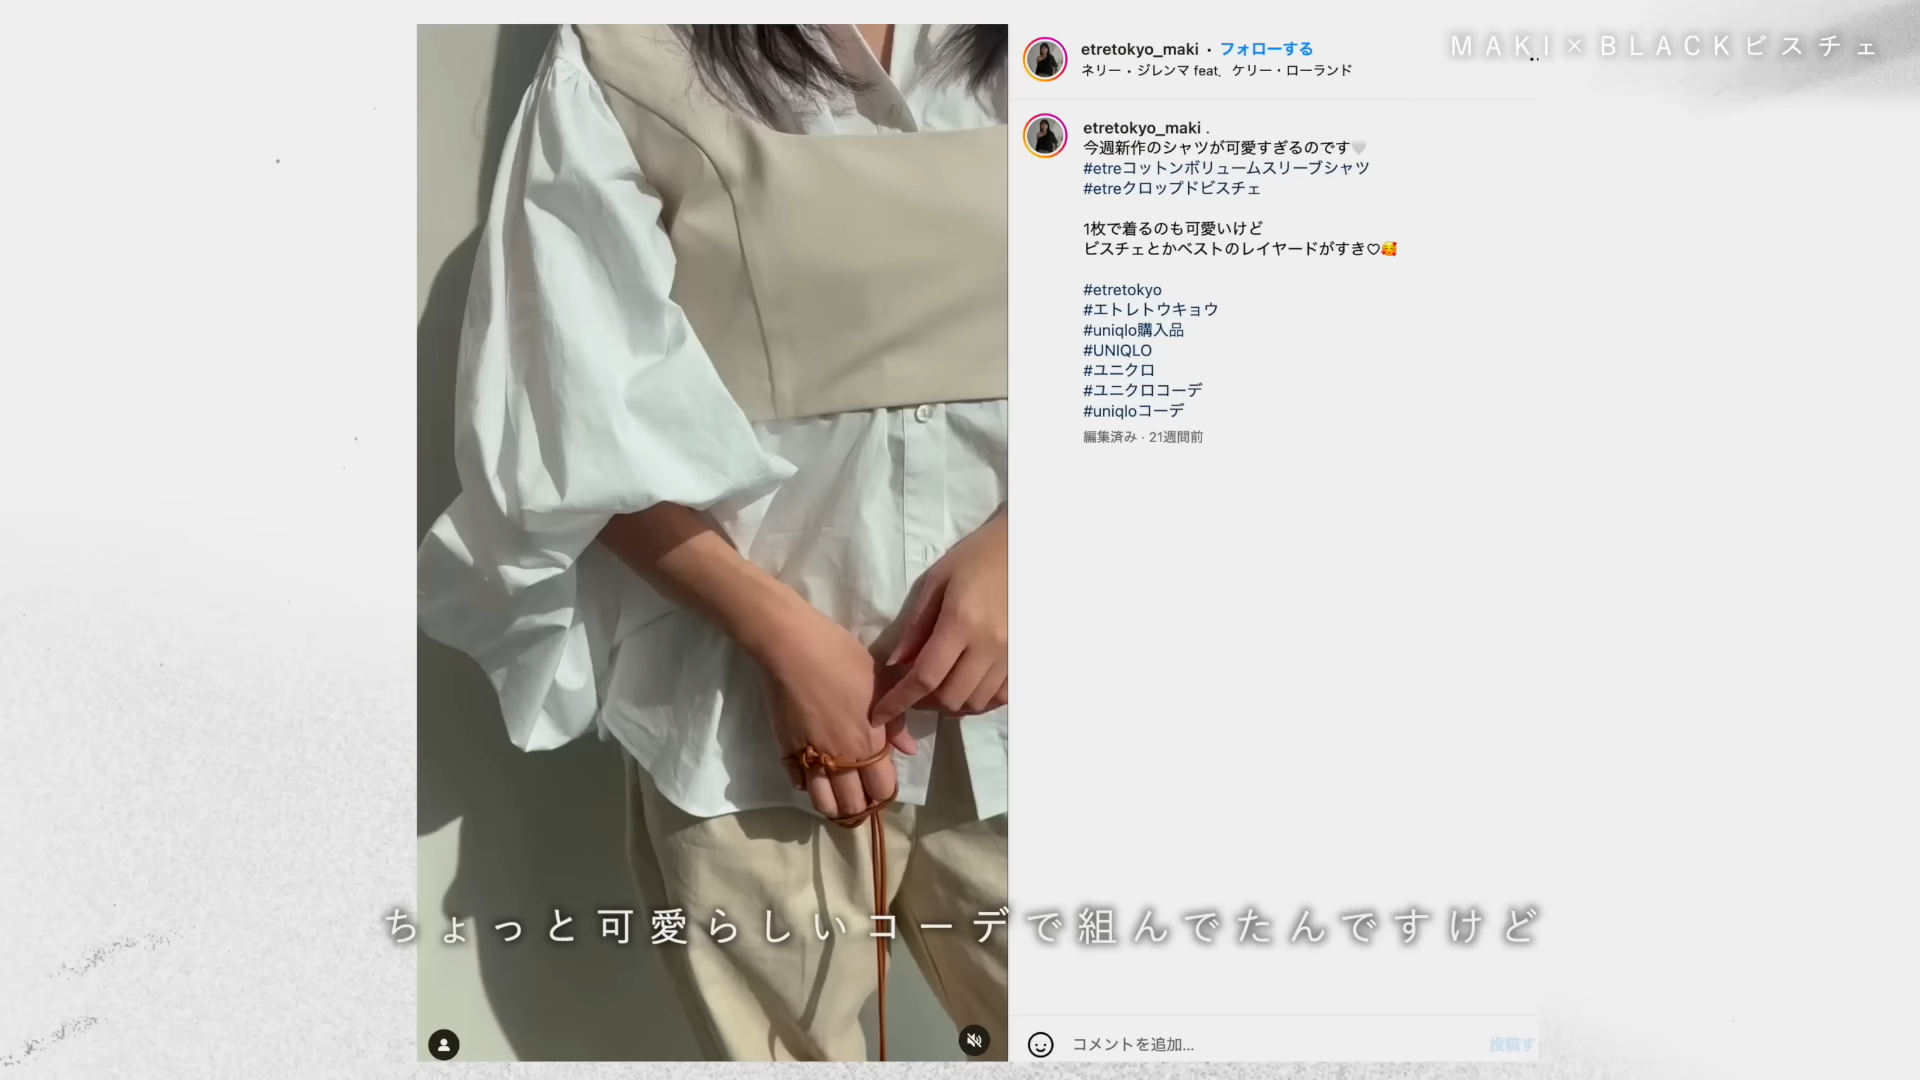 MAKI×BLACKビスチェ
etretokyo_maki・フォローする
ネリー・ジレンマ feat. ケリー・ローランド
etretokyo_maki .
今週新作のシャツが可愛すぎるのです🤍
#etreコットンボリュームスリーブシャツ
#etreクロップドビスチェ
1枚で着るのも可愛いけど
ビスチェとかベストのレイヤードがすき♡🥰
#etretokyo
#エトレトウキョウ
#uniqlo購入品
#UNIQLO
#ユニクロ
#ユニクロコーデ
#uniqloコーデ
編集済み・21週間前
ちょっと可愛らしいコーデで組んでたんですけど
コメントを追加...
投稿す